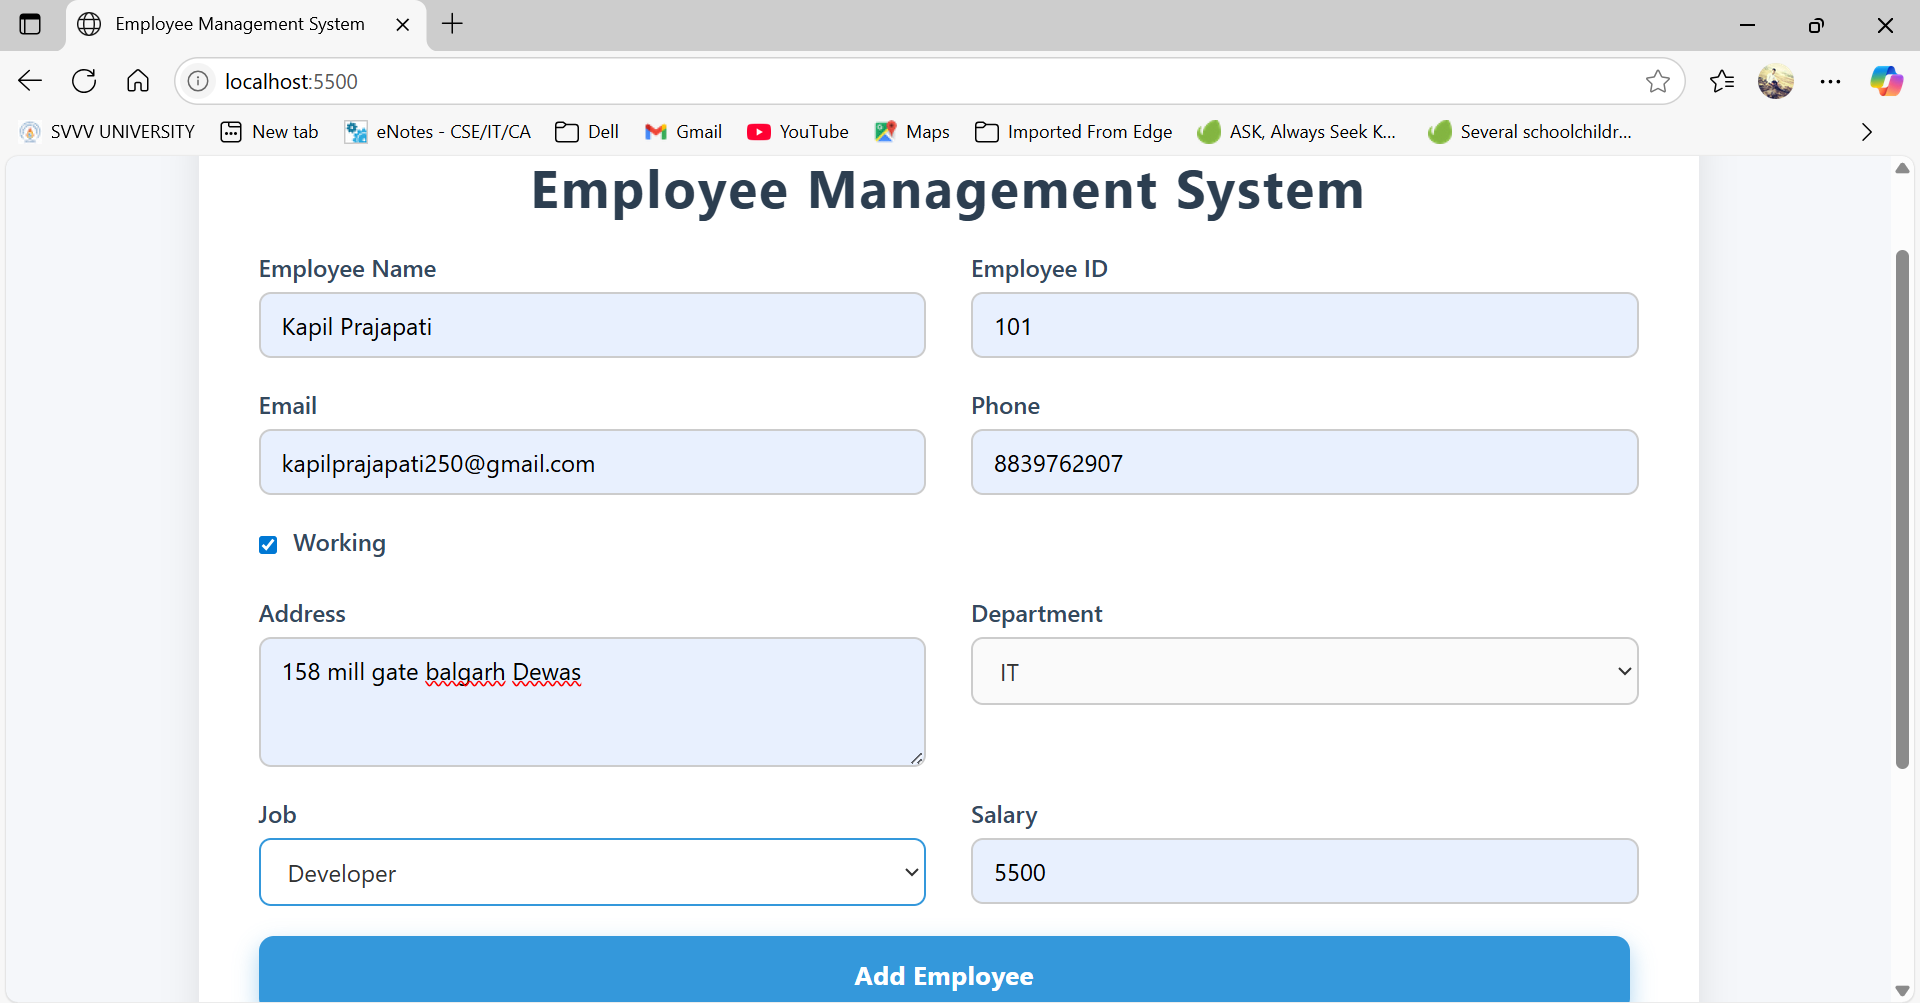 Employee Management System
localhost:5500
SVVV UNIVERSITY New tab eNotes - CSE/IT/CA Dell Gmail YouTube Maps Imported From Edge ASK, Always Seek K... Several schoolchildr...
Employee Management System
Employee Name Employee ID
Kapil Prajapati 101
Email Phone
kapilprajapati250@gmail.com 8839762907
Working
Address Department
158 mill gate balgarh Dewas IT
Job Salary
Developer 5500
Add Employee